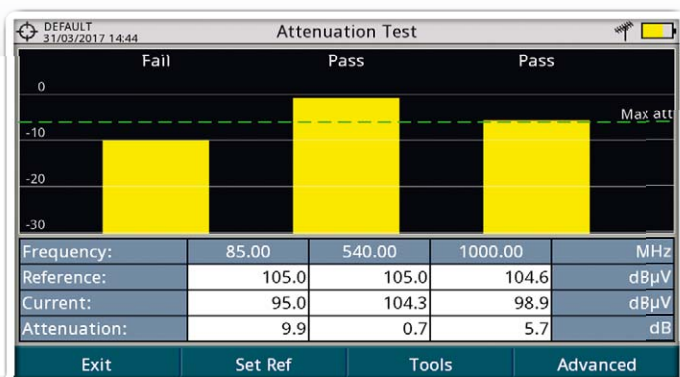 DEFAULT
31/03/2017 14:44
Attenuation Test
Fail Pass Pass
0
Max att
-10
-20
-30
Frequency: 85.00 540.00 1000.00 MHz
Reference: 105.0 105.0 104.6 dBµV
Current: 95.0 104.3 98.9 dBµV
Attenuation: 9.9 0.7 5.7 dB
Exit Set Ref Tools Advanced